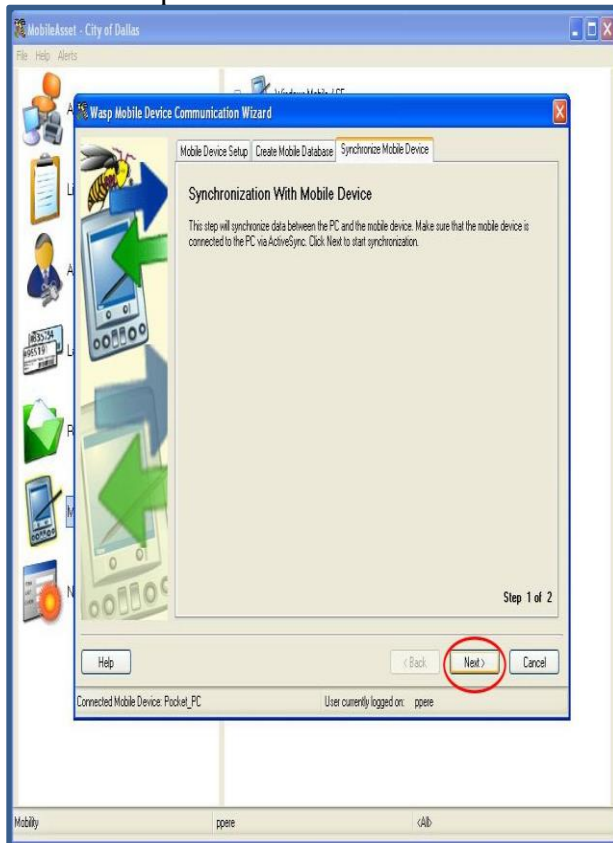 MobileAsset - City of Dallas
File Help Alerts
Windows Mobile / CE
Wasp Mobile Device Communication Wizard
Mobile Device Setup Create Mobile Database Synchronize Mobile Device
Synchronization With Mobile Device
This step will synchronize data between the PC and the mobile device. Make sure that the mobile device is
connected to the PC via ActiveSync. Click Next to start synchronization.
Step 1 of 2
Help < Back Next > Cancel
Connected Mobile Device: Pocket_PC User currently logged on: ppere
Mobility ppere <All>